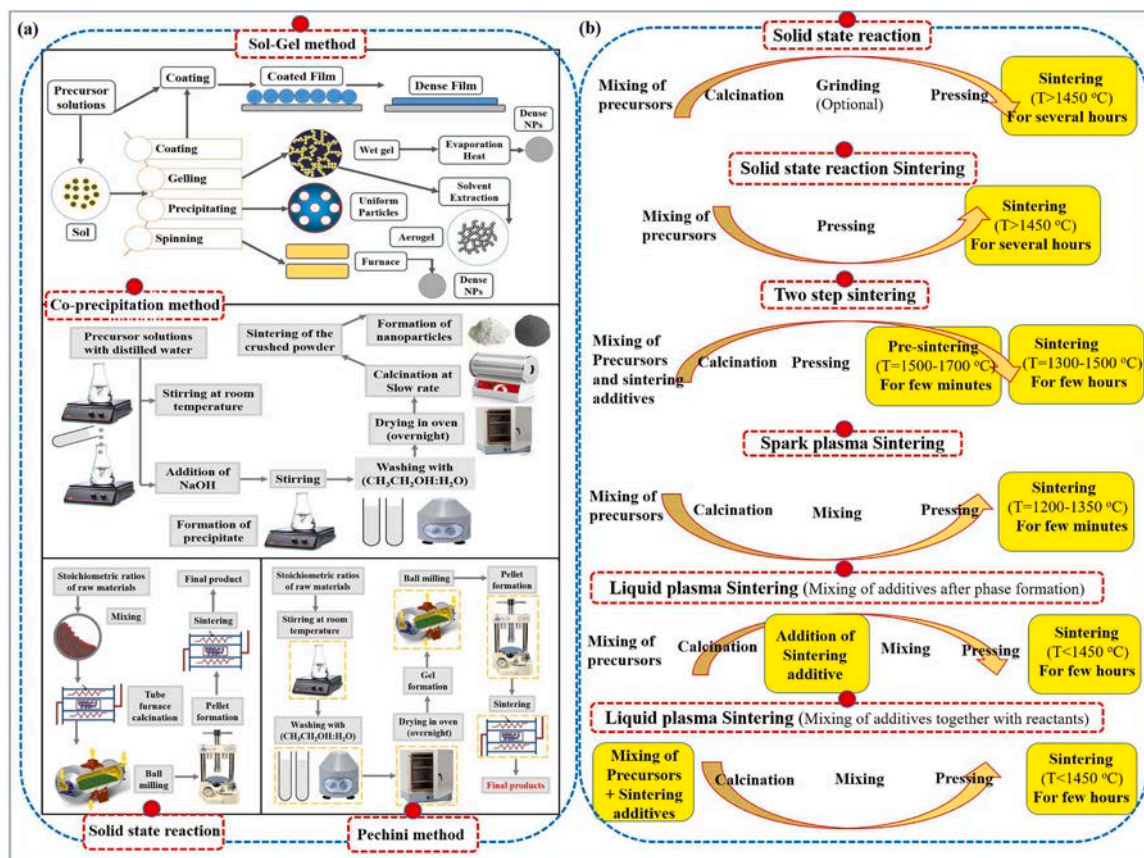 (a)
Sol-Gel method
Precursor
solutions
Coating
Coated Film
Dense Film
Dense
NPs
Coating
Gelling
Precipitating
Spinning
Sol
Wet gel
Evaporation
Heat
Uniform
Particles
Solvent
Extraction
Aerogel
Furnace
Dense
NPs
Co-precipitation method
Precursor solutions
with distilled water
Stirring at room
temperature
Addition of
NaOH
Stirring
Formation of
precipitate
Washing with
(CH3CH2OH:H2O)
Drying in oven
(overnight)
Calcination at
Slow rate
Sintering of the
crushed powder
Formation of
nanoparticles
Stoichiometric ratios
of raw materials
Mixing
Tube
furnace
calcination
Ball
milling
Pellet
formation
Sintering
Final product
Solid state reaction
Stoichiometric ratios
of raw materials
Stirring at room
temperature
Washing with
(CH3CH2OH:H2O)
Drying in oven
(overnight)
Gel
formation
Ball milling
Pellet
formation
Sintering
Final products
Pechini method
(b)
Solid state reaction
Mixing of
precursors
Calcination
Grinding
(Optional)
Pressing
Sintering
(T>1450 °C)
For several hours
Solid state reaction Sintering
Mixing of
precursors
Pressing
Sintering
(T>1450 °C)
For several hours
Two step sintering
Mixing of
Precursors
and sintering
additives
Calcination
Pressing
Pre-sintering
(T=1500-1700 °C)
For few minutes
Sintering
(T=1300-1500 °C)
For few hours
Spark plasma Sintering
Mixing of
precursors
Calcination
Mixing
Pressing
Sintering
(T=1200-1350 °C)
For few minutes
Liquid plasma Sintering (Mixing of additives after phase formation)
Mixing of
precursors
Calcination
Addition of
Sintering
additive
Mixing
Pressing
Sintering
(T<1450 °C)
For few hours
Liquid plasma Sintering (Mixing of additives together with reactants)
Mixing of
Precursors
+ Sintering
additives
Calcination
Mixing
Pressing
Sintering
(T<1450 °C)
For few hours